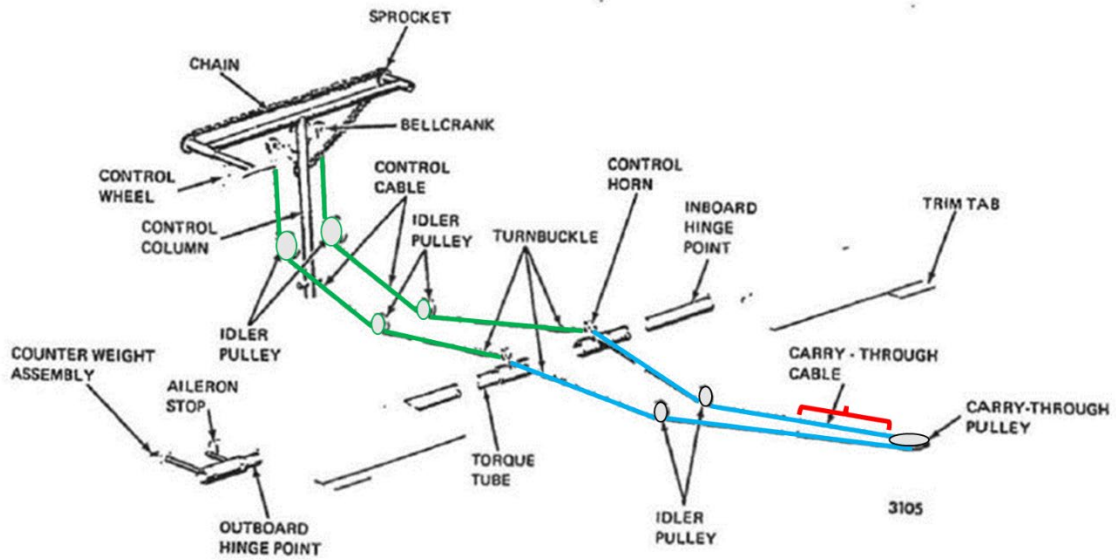 SPROCKET
CHAIN
BELLCRANK
CONTROL
WHEEL
CONTROL
CABLE
CONTROL
HORN
CONTROL
COLUMN
IDLER
PULLEY
TURNBUCKLE
INBOARD
HINGE
POINT
TRIM TAB
IDLER
PULLEY
COUNTER WEIGHT
ASSEMBLY
AILERON
STOP
CARRY - THROUGH
CABLE
CARRY-THROUGH
PULLEY
TORQUE
TUBE
IDLER
PULLEY
3105
OUTBOARD
HINGE POINT